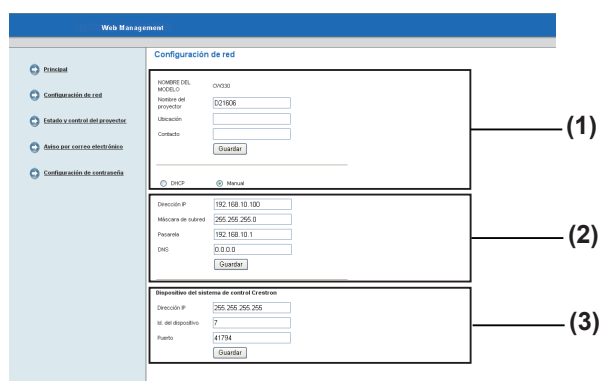 Web Management
Configuración de red
Principal
Configuración de red
Estado y control del proyector
Aviso por correo electrónico
Configuración de contraseña
NOMBRE DEL
MODELO
OW330
Nombre del
proyector
D21606
Ubicación
Contacto
Guardar
DHCP
Manual
(1)
Dirección IP
192.168.10.100
Máscara de subred
255.255.255.0
Pasarela
192.168.10.1
DNS
0.0.0.0
Guardar
(2)
Dispositivo del sistema de control Crestron
Dirección IP
255.255.255.255
Id. del dispositivo
7
Puerto
41794
Guardar
(3)